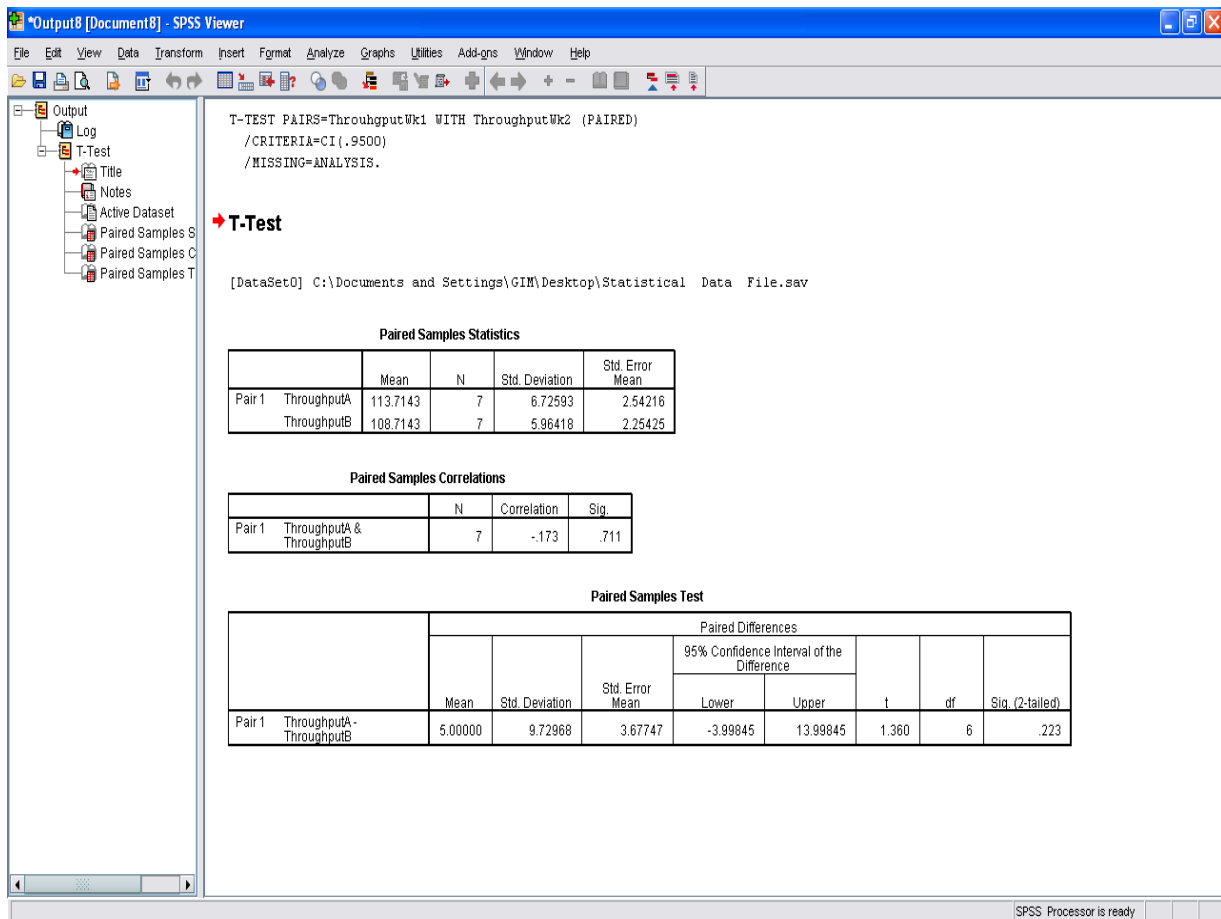 *Output8 [Document8] - SPSS Viewer
File Edit View Data Transform Insert Format Analyze Graphs Utilities Add-ons Window Help
Output
Log
T-Test
Title
Notes
Active Dataset
Paired Samples S
Paired Samples C
Paired Samples T
T-TEST PAIRS=ThrouhgputWk1 WITH ThroughputWk2 (PAIRED)
/CRITERIA=CI(.9500)
/MISSING=ANALYSIS.
T-Test
[DataSet0] C:\Documents and Settings\GIM\Desktop\Statistical Data File.sav
Paired Samples Statistics
Mean N Std. Deviation Std. Error Mean
Pair 1 ThroughputA 113.7143 7 6.72593 2.54216
ThroughputB 108.7143 7 5.96418 2.25425
Paired Samples Correlations
N Correlation Sig.
Pair 1 ThroughputA & ThroughputB 7 -.173 .711
Paired Samples Test
Paired Differences
95% Confidence Interval of the Difference
Mean Std. Deviation Std. Error Mean Lower Upper t df Sig. (2-tailed)
Pair 1 ThroughputA - ThroughputB 5.00000 9.72968 3.67747 -3.99845 13.99845 1.360 6 .223
SPSS Processor is ready